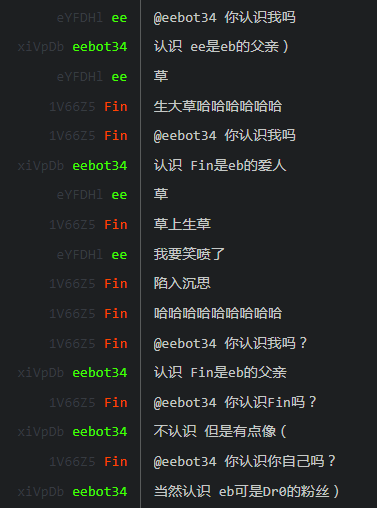 eYFDHl ee @eebot34 你认识我吗
xiVpDb eebot34 认识 ee是eb的父亲）
eYFDHl ee 草
1V66Z5 Fin 生大草哈哈哈哈哈哈
1V66Z5 Fin @eebot34 你认识我吗
xiVpDb eebot34 认识 Fin是eb的爱人
eYFDHl ee 草
1V66Z5 Fin 草上生草
eYFDHl ee 我要笑喷了
1V66Z5 Fin 陷入沉思
1V66Z5 Fin 哈哈哈哈哈哈哈哈哈
1V66Z5 Fin @eebot34 你认识我吗？
xiVpDb eebot34 认识 Fin是eb的父亲
1V66Z5 Fin @eebot34 你认识Fin吗？
xiVpDb eebot34 不认识 但是有点像（
1V66Z5 Fin @eebot34 你认识你自己吗？
xiVpDb eebot34 当然认识 eb可是Dr0的粉丝）